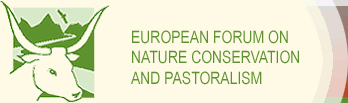 EUROPEAN FORUM ON
NATURE CONSERVATION
AND PASTORALISM